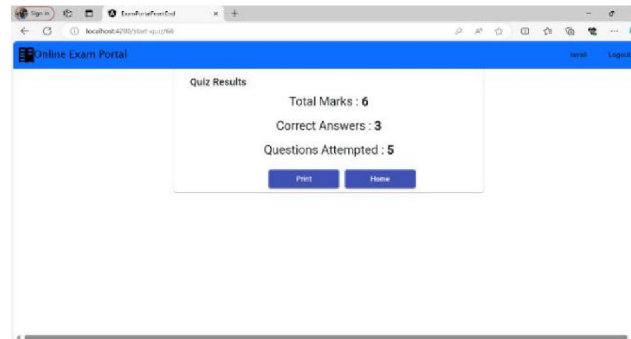 Sign in
ExamPortalFrontEnd
localhost:4200/start-quiz/68
Online Exam Portal
Logout
Quiz Results
Total Marks : 6
Correct Answers : 3
Questions Attempted : 5
Print
Home